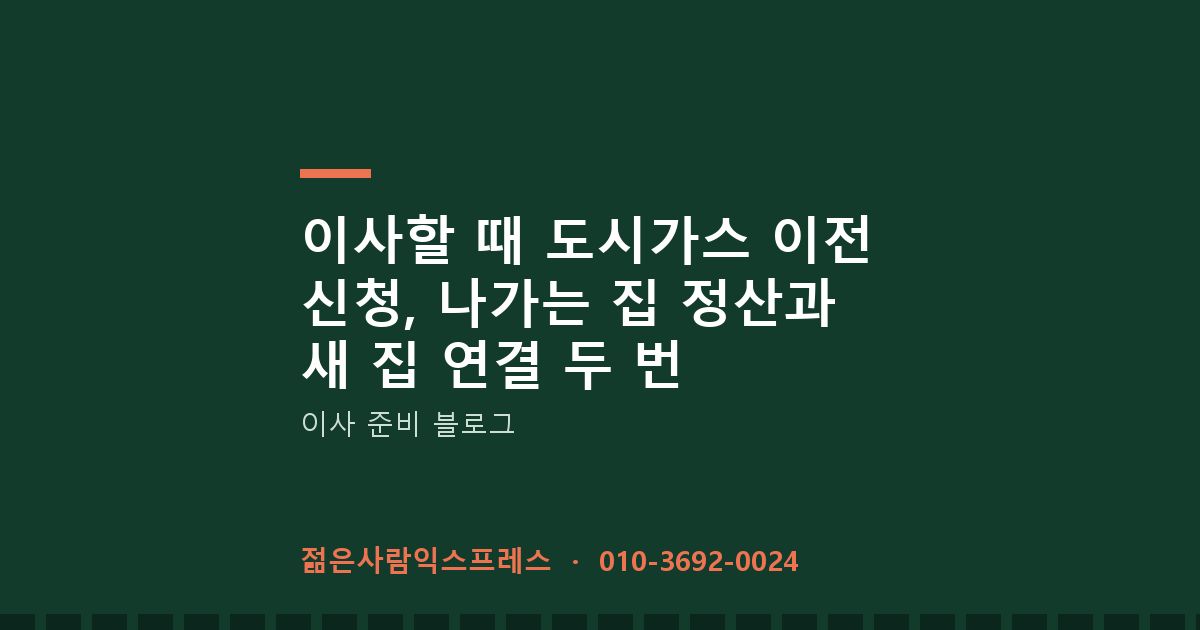 이사할 때 도시가스 이전
신청, 나가는 집 정산과
새 집 연결 두 번
이사 준비 블로그
젊은사람익스프레스 · 010-3692-0024